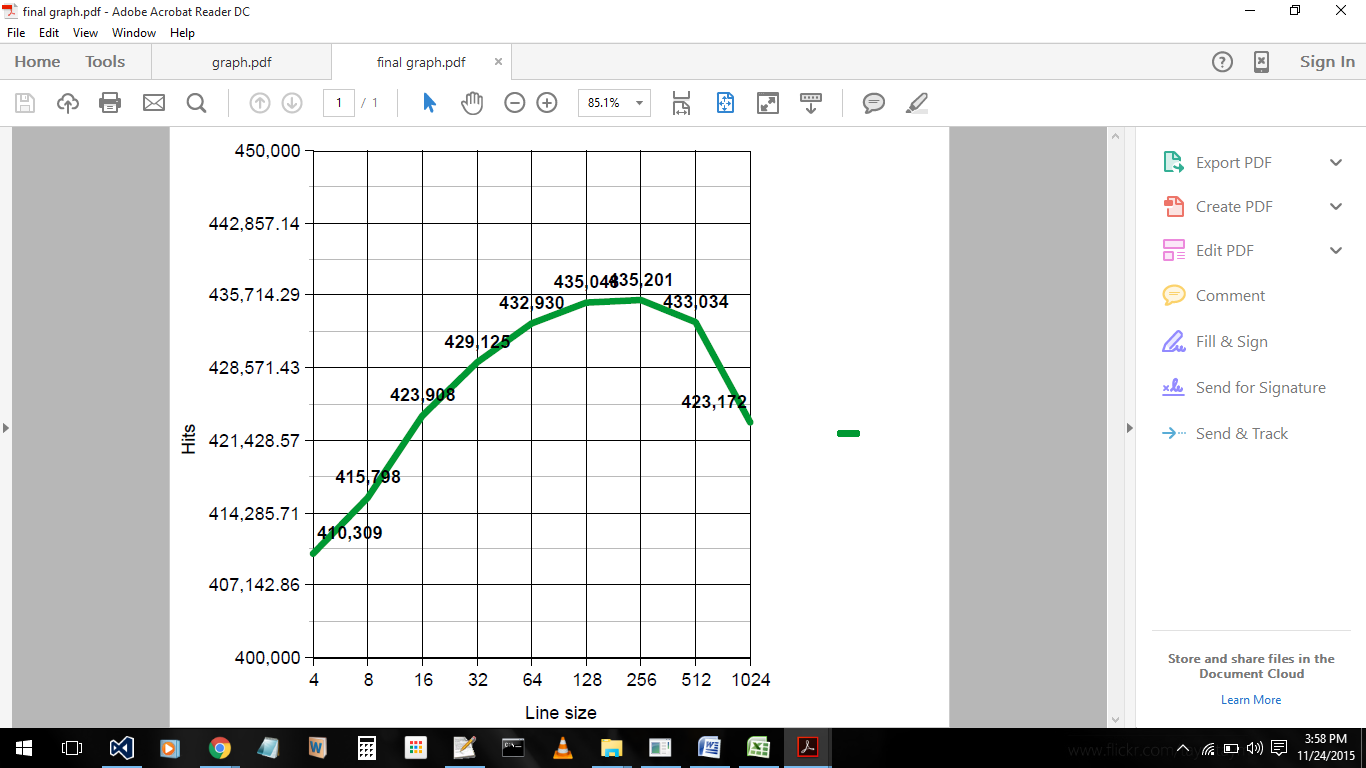 final graph.pdf - Adobe Acrobat Reader DC
File Edit View Window Help
Home Tools graph.pdf final graph.pdf × Sign In
1 / 1 85.1%
450,000
442,857.14
435,714.29
428,571.43
421,428.57
414,285.71
407,142.86
400,000
Hits
410,309
415,798
423,908
429,125
432,930
435,201
433,034
423,172
4 8 16 32 64 128 256 512 1024
Line size
Export PDF
Create PDF
Edit PDF
Comment
Fill & Sign
Send for Signature
Send & Track
Store and share files in the
Document Cloud
Learn More
3:58 PM
11/24/2015